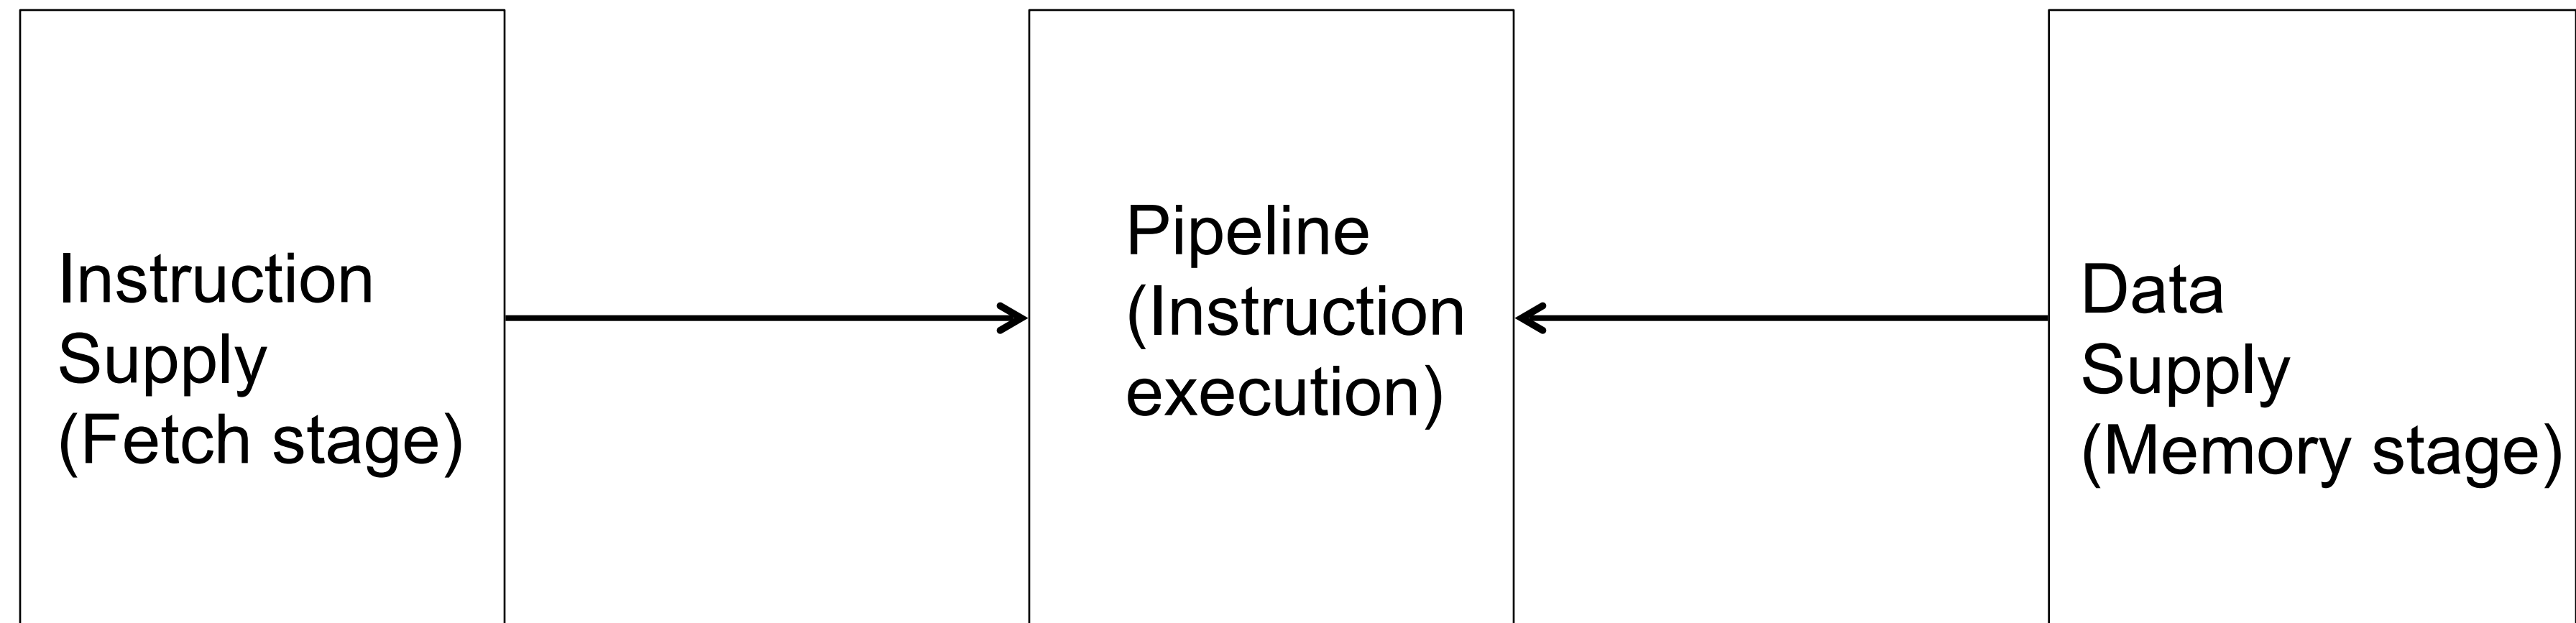 Instruction
Supply
(Fetch stage)
Pipeline
(Instruction
execution)
Data
Supply
(Memory stage)